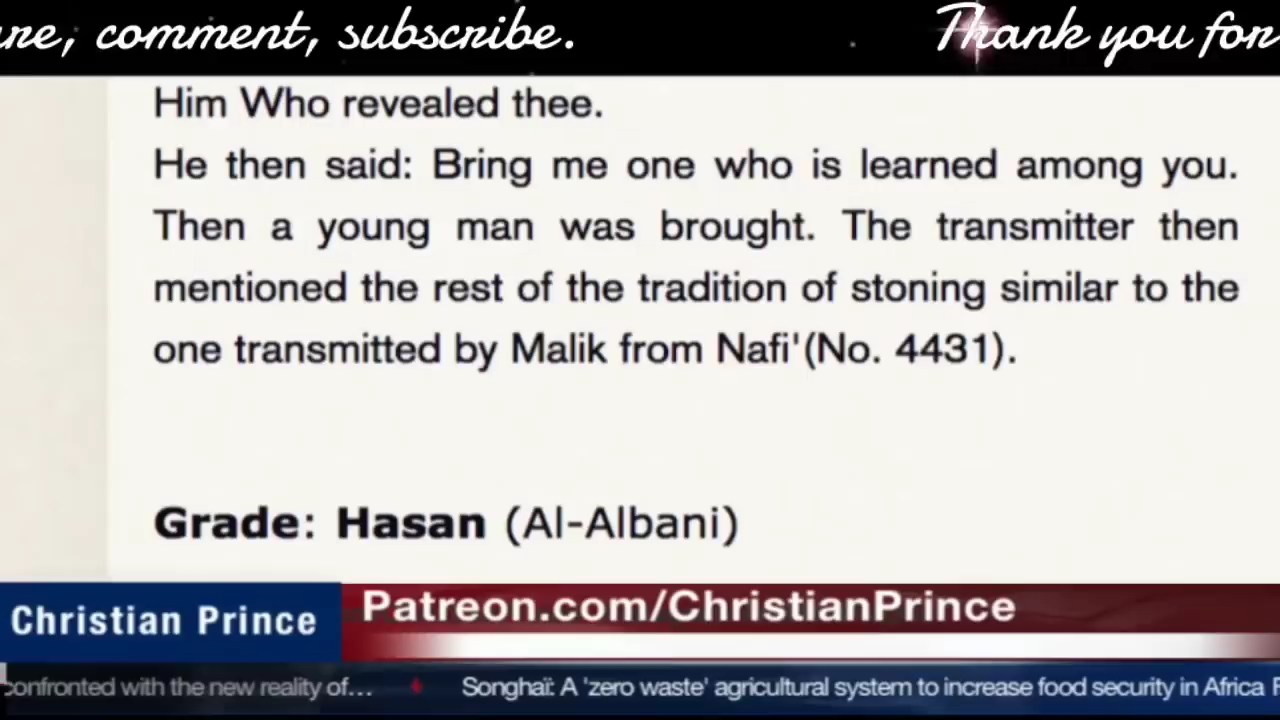 comment, subscribe.
Thank you for
Him Who revealed thee.
He then said: Bring me one who is learned among you.
Then a young man was brought. The transmitter then
mentioned the rest of the tradition of stoning similar to the
one transmitted by Malik from Nafi'(No. 4431).
Grade: Hasan (Al-Albani)
Christian Prince
Patreon.com/ChristianPrince
confronted with the new reality of...
Songhaï: A 'zero waste' agricultural system to increase food security in Africa